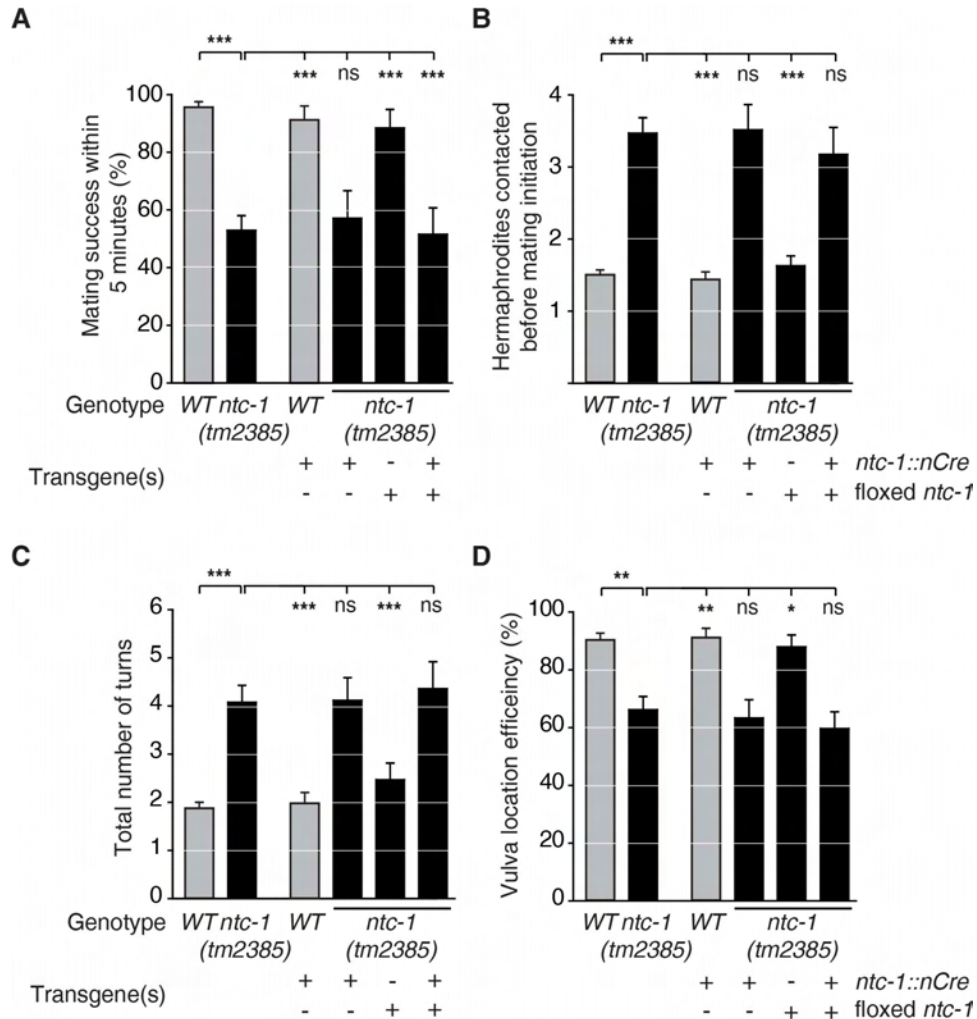 A
***
*** ns *** ***
100
80
60
40
20
0
Mating success within
5 minutes (%)
Genotype WT ntc-1 WT ntc-1
(tm2385) (tm2385)
Transgene(s) + + - +
- - + +
B
***
*** ns *** ns
4
3
2
1
Hermaphrodites contacted
before mating initiation
WT ntc-1 WT ntc-1
(tm2385) (tm2385)
+ + - + ntc-1::nCre
- - + + floxed ntc-1
C
***
*** ns *** ns
6
5
4
3
2
1
0
Total number of turns
Genotype WT ntc-1 WT ntc-1
(tm2385) (tm2385)
Transgene(s) + + - +
- - + +
D
**
** ns * ns
100
80
60
40
20
0
Vulva location efficeincy (%)
WT ntc-1 WT ntc-1
(tm2385) (tm2385)
+ + - + ntc-1::nCre
- - + + floxed ntc-1